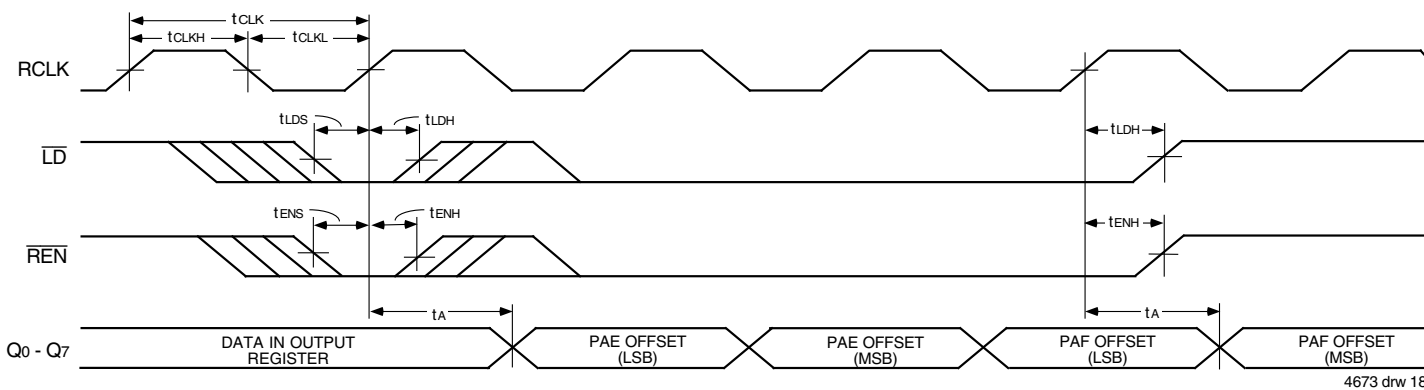 tCLK
tCLKH tCLKL
RCLK
tLDS tLDH tLDH
LD
tENS tENH tENH
REN
tA tA
Q0 - Q7 DATA IN OUTPUT REGISTER PAE OFFSET (LSB) PAE OFFSET (MSB) PAF OFFSET (LSB) PAF OFFSET (MSB)
4673 drw 18